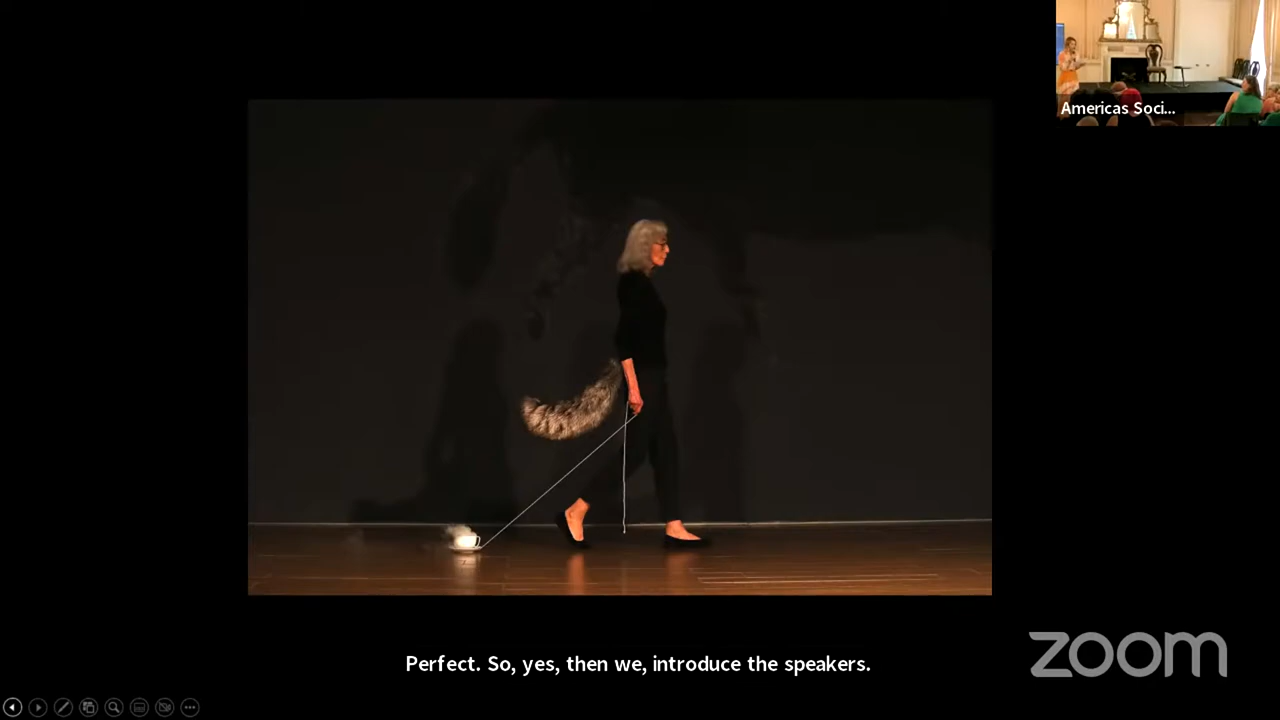 Americas Soci...
Perfect. So, yes, then we, introduce the speakers.
zoom